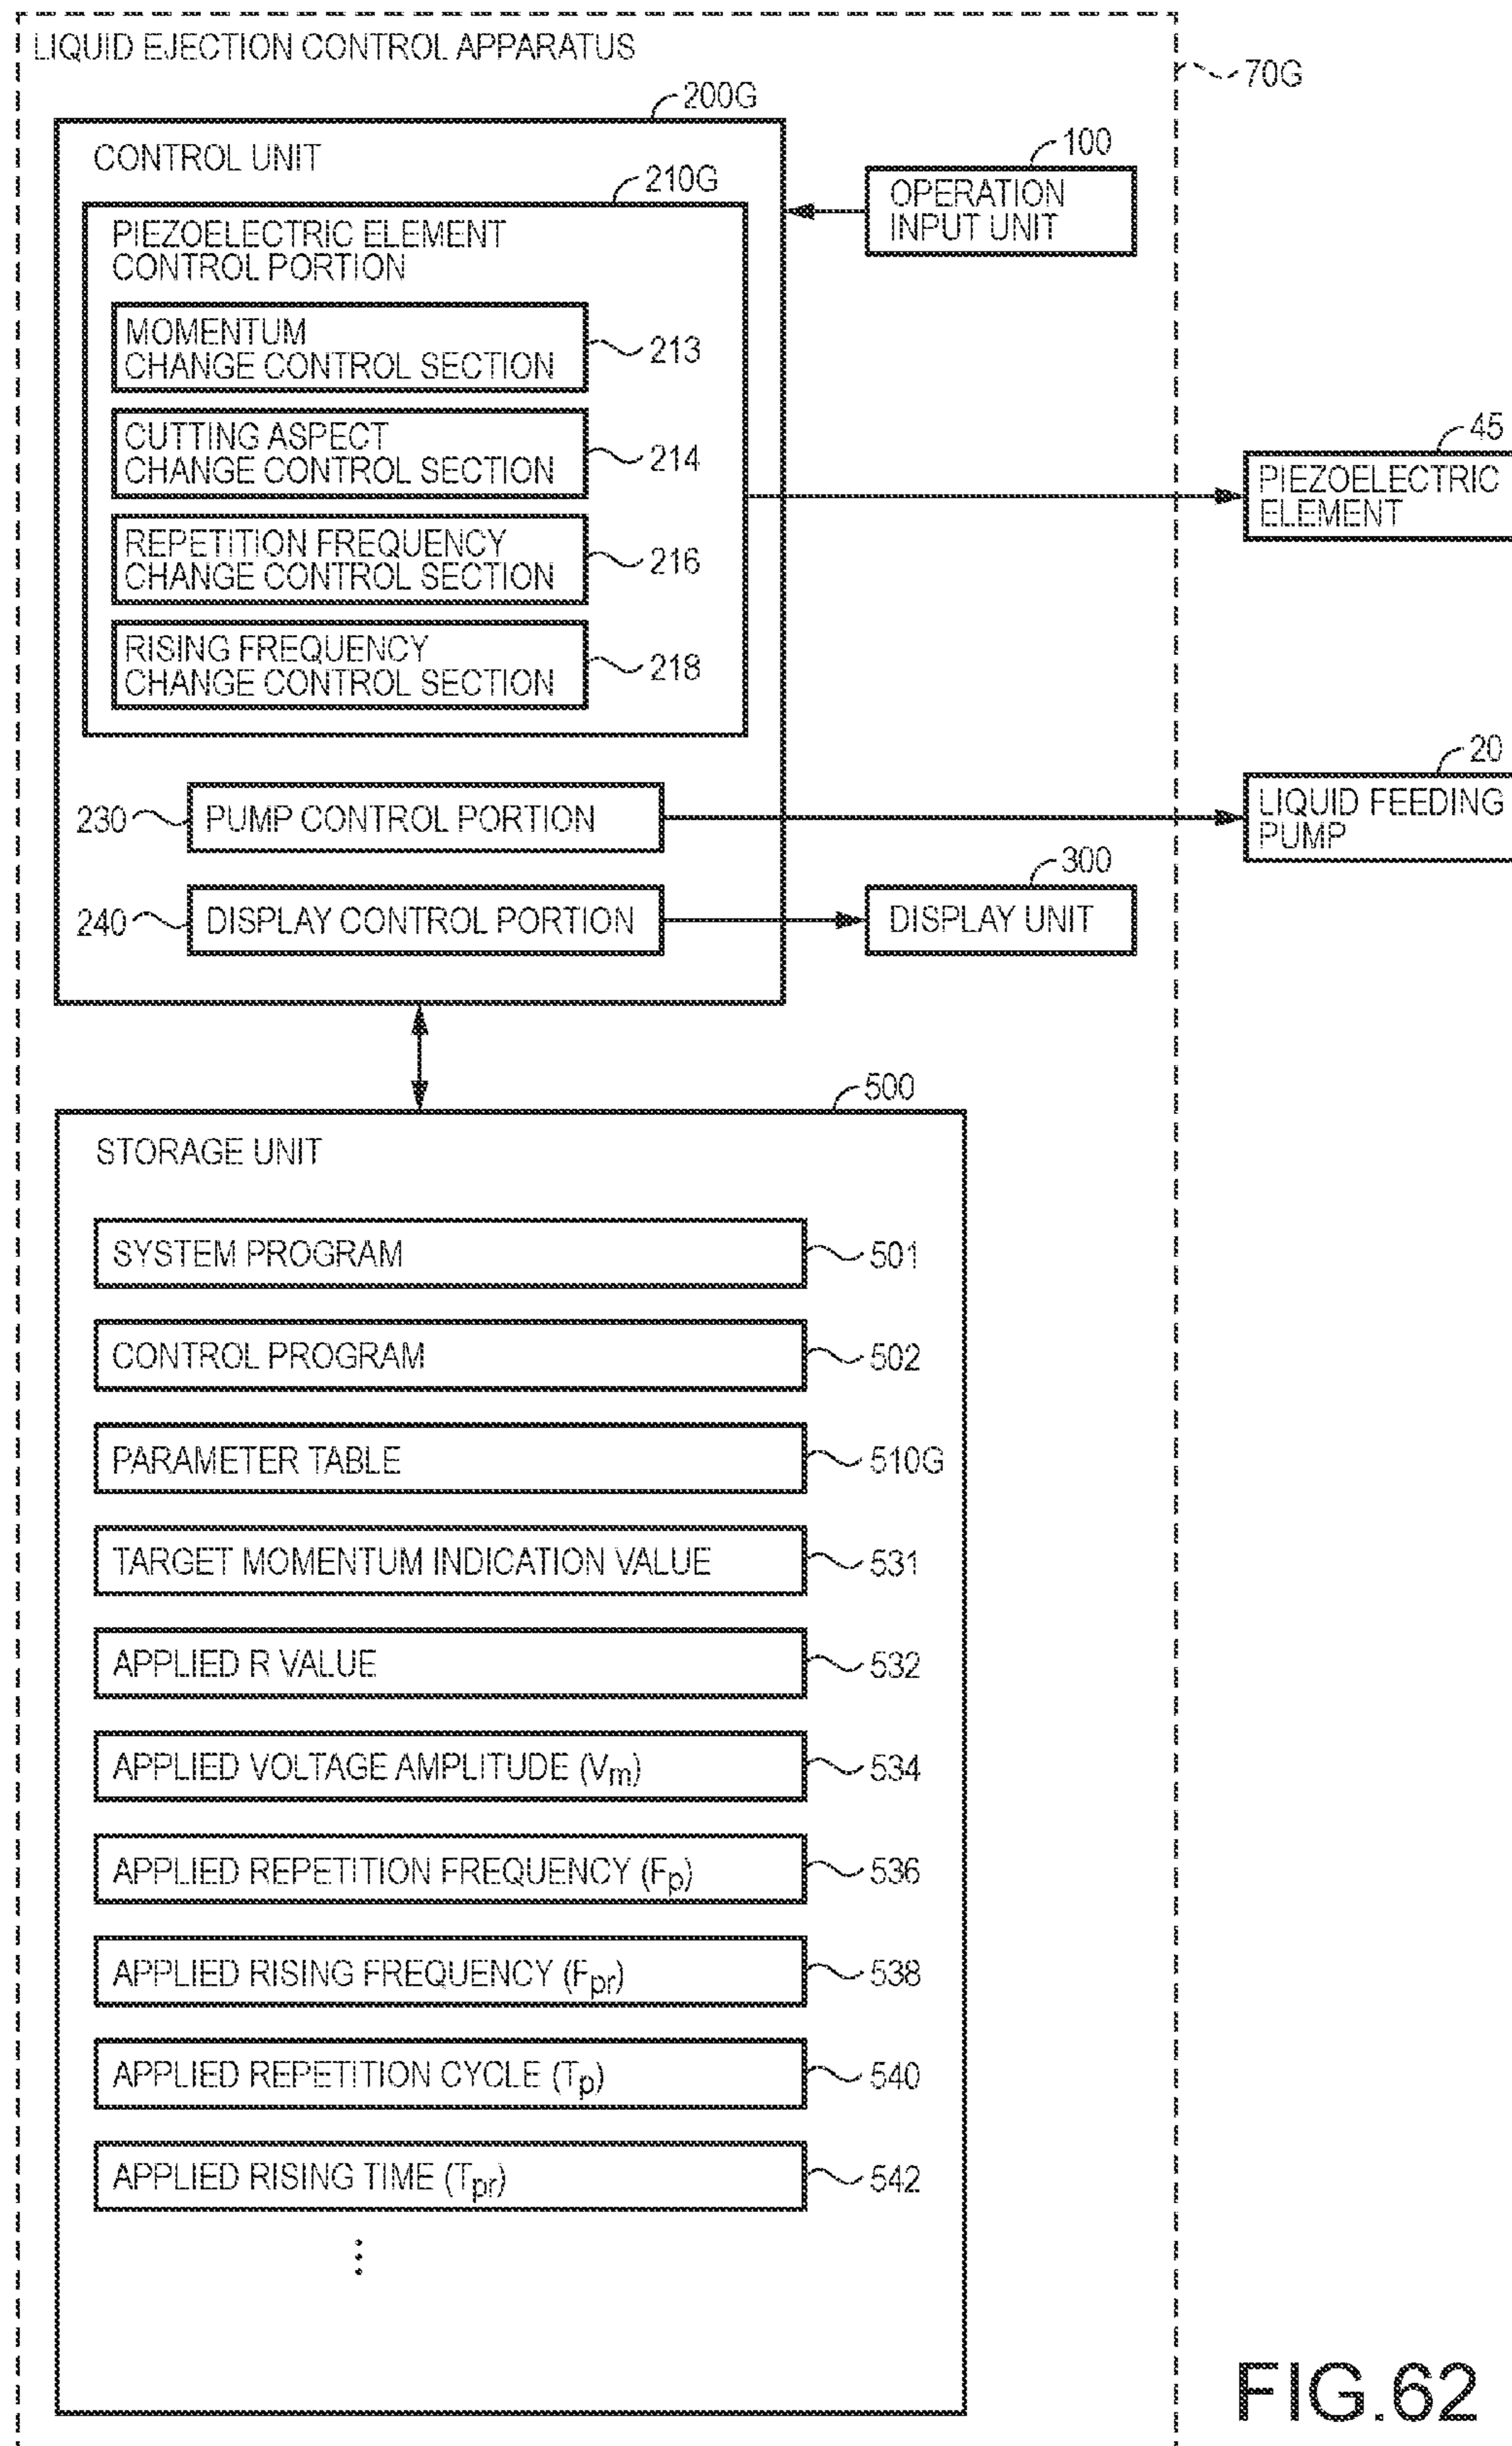 LIQUID EJECTION CONTROL APPARATUS
70G
200G
CONTROL UNIT
100
OPERATION
INPUT UNIT
210G
PIEZOELECTRIC ELEMENT
CONTROL PORTION
MOMENTUM
CHANGE CONTROL SECTION
213
CUTTING ASPECT
CHANGE CONTROL SECTION
214
45
PIEZOELECTRIC
ELEMENT
REPETITION FREQUENCY
CHANGE CONTROL SECTION
216
RISING FREQUENCY
CHANGE CONTROL SECTION
218
20
LIQUID FEEDING
PUMP
230
PUMP CONTROL PORTION
300
240
DISPLAY CONTROL PORTION
DISPLAY UNIT
500
STORAGE UNIT
SYSTEM PROGRAM
501
CONTROL PROGRAM
502
PARAMETER TABLE
510G
TARGET MOMENTUM INDICATION VALUE
531
APPLIED R VALUE
532
APPLIED VOLTAGE AMPLITUDE (Vm)
534
APPLIED REPETITION FREQUENCY (Fp)
536
APPLIED RISING FREQUENCY (Fpr)
538
APPLIED REPETITION CYCLE (Tp)
540
APPLIED RISING TIME (Tpr)
542
FIG.62